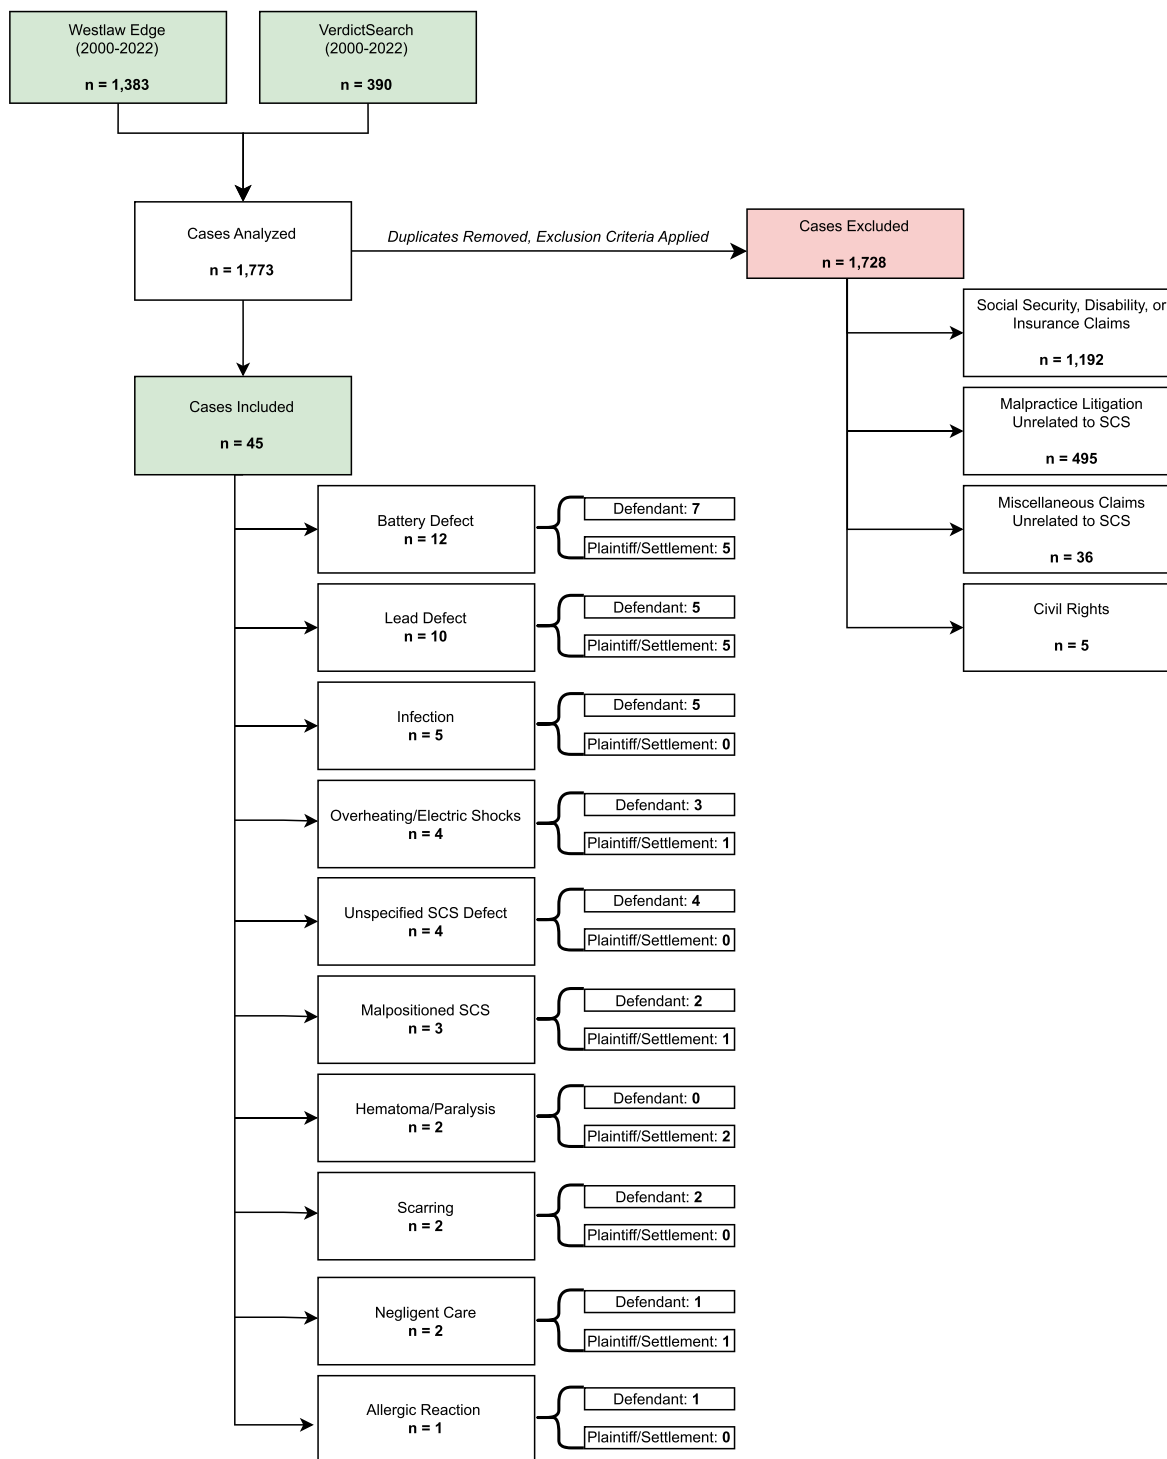 Westlaw Edge
(2000-2022)
n = 1,383
VerdictSearch
(2000-2022)
n = 390
Cases Analyzed
n = 1,773
Duplicates Removed, Exclusion Criteria Applied
Cases Excluded
n = 1,728
Social Security, Disability, or
Insurance Claims
n = 1,192
Malpractice Litigation
Unrelated to SCS
n = 495
Miscellaneous Claims
Unrelated to SCS
n = 36
Civil Rights
n = 5
Cases Included
n = 45
Battery Defect
n = 12
Defendant: 7
Plaintiff/Settlement: 5
Lead Defect
n = 10
Defendant: 5
Plaintiff/Settlement: 5
Infection
n = 5
Defendant: 5
Plaintiff/Settlement: 0
Overheating/Electric Shocks
n = 4
Defendant: 3
Plaintiff/Settlement: 1
Unspecified SCS Defect
n = 4
Defendant: 4
Plaintiff/Settlement: 0
Malpositioned SCS
n = 3
Defendant: 2
Plaintiff/Settlement: 1
Hematoma/Paralysis
n = 2
Defendant: 0
Plaintiff/Settlement: 2
Scarring
n = 2
Defendant: 2
Plaintiff/Settlement: 0
Negligent Care
n = 2
Defendant: 1
Plaintiff/Settlement: 1
Allergic Reaction
n = 1
Defendant: 1
Plaintiff/Settlement: 0